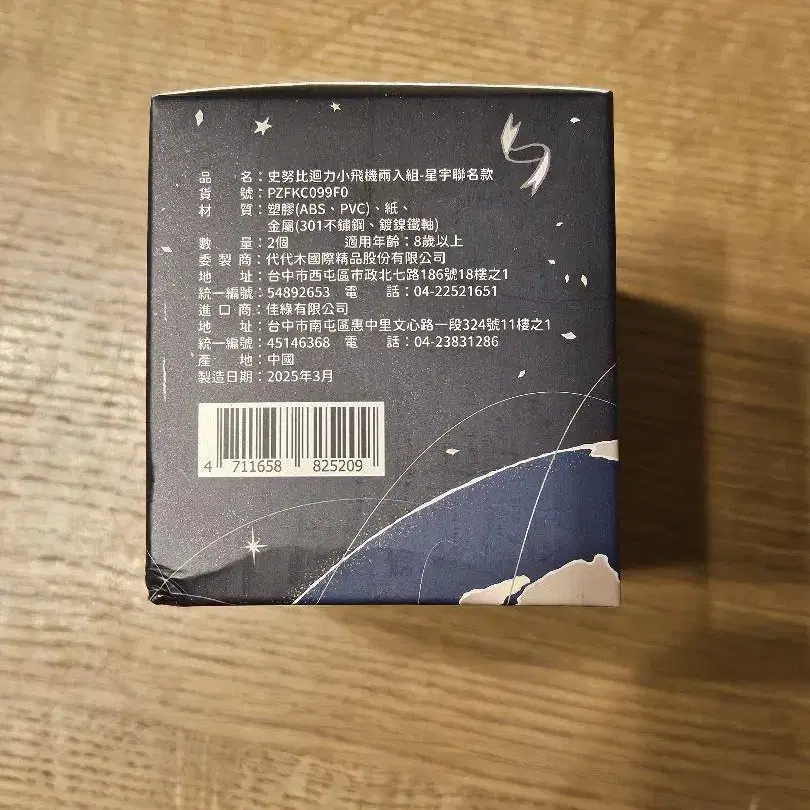 品　　名：史努比迴力小飛機兩入組-星宇聯名款
貨　　號：PZFKC099F0
材　　質：塑膠(ABS、PVC)、紙、
金屬(301不鏽鋼、鍍鎳鐵軸)
數　　量：2個　　　適用年齡：8歲以上
委 製 商：代代木國際精品股份有限公司
地　　址：台中市西屯區市政北七路186號18樓之1
統一編號：54892653　電　　話：04-22521651
進 口 商：佳綠有限公司
地　　址：台中市南屯區惠中里文心路一段324號11樓之1
統一編號：45146368　電　　話：04-23831286
產　　地：中國
製造日期：2025年3月
4 711658 825209